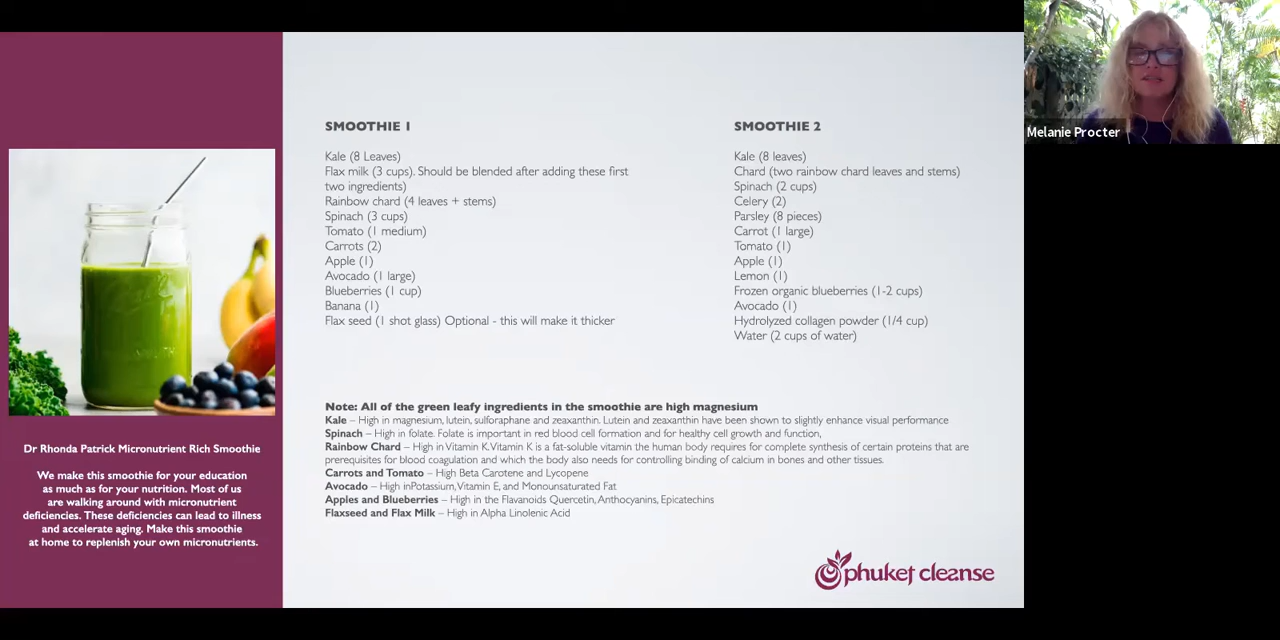 SMOOTHIE 1
Kale (8 Leaves)
Flax milk (3 cups). Should be blended after adding these first
two ingredients)
Rainbow chard (4 leaves + stems)
Spinach (3 cups)
Tomato (1 medium)
Carrots (2)
Apple (1)
Avocado (1 large)
Blueberries (1 cup)
Banana (1)
Flax seed (1 shot glass) Optional - this will make it thicker
SMOOTHIE 2
Kale (8 leaves)
Chard (two rainbow chard leaves and stems)
Spinach (2 cups)
Celery (2)
Parsley (8 pieces)
Carrot (1 large)
Tomato (1)
Apple (1)
Lemon (1)
Frozen organic blueberries (1-2 cups)
Avocado (1)
Hydrolyzed collagen powder (1/4 cup)
Water (2 cups of water)
Note: All of the green leafy ingredients in the smoothie are high magnesium
Kale – High in magnesium, lutein, sulforaphane and zeaxanthin. Lutein and zeaxanthin have been shown to slightly enhance visual performance
Spinach – High in folate. Folate is important in red blood cell formation and for healthy cell growth and function,
Rainbow Chard – High in Vitamin K. Vitamin K is a fat-soluble vitamin the human body requires for complete synthesis of certain proteins that are
prerequisites for blood coagulation and which the body also needs for controlling binding of calcium in bones and other tissues.
Carrots and Tomato – High Beta Carotene and Lycopene
Avocado – High inPotassium, Vitamin E, and Monounsaturated Fat
Apples and Blueberries – High in the Flavanoids Quercetin, Anthocyanins, Epicatechins
Flaxseed and Flax Milk – High in Alpha Linolenic Acid
Dr Rhonda Patrick Micronutrient Rich Smoothie
We make this smoothie for your education
as much as for your nutrition. Most of us
are walking around with micronutrient
deficiencies. These deficiencies can lead to illness
and accelerate aging. Make this smoothie
at home to replenish your own micronutrients.
phuket cleanse
Melanie Procter